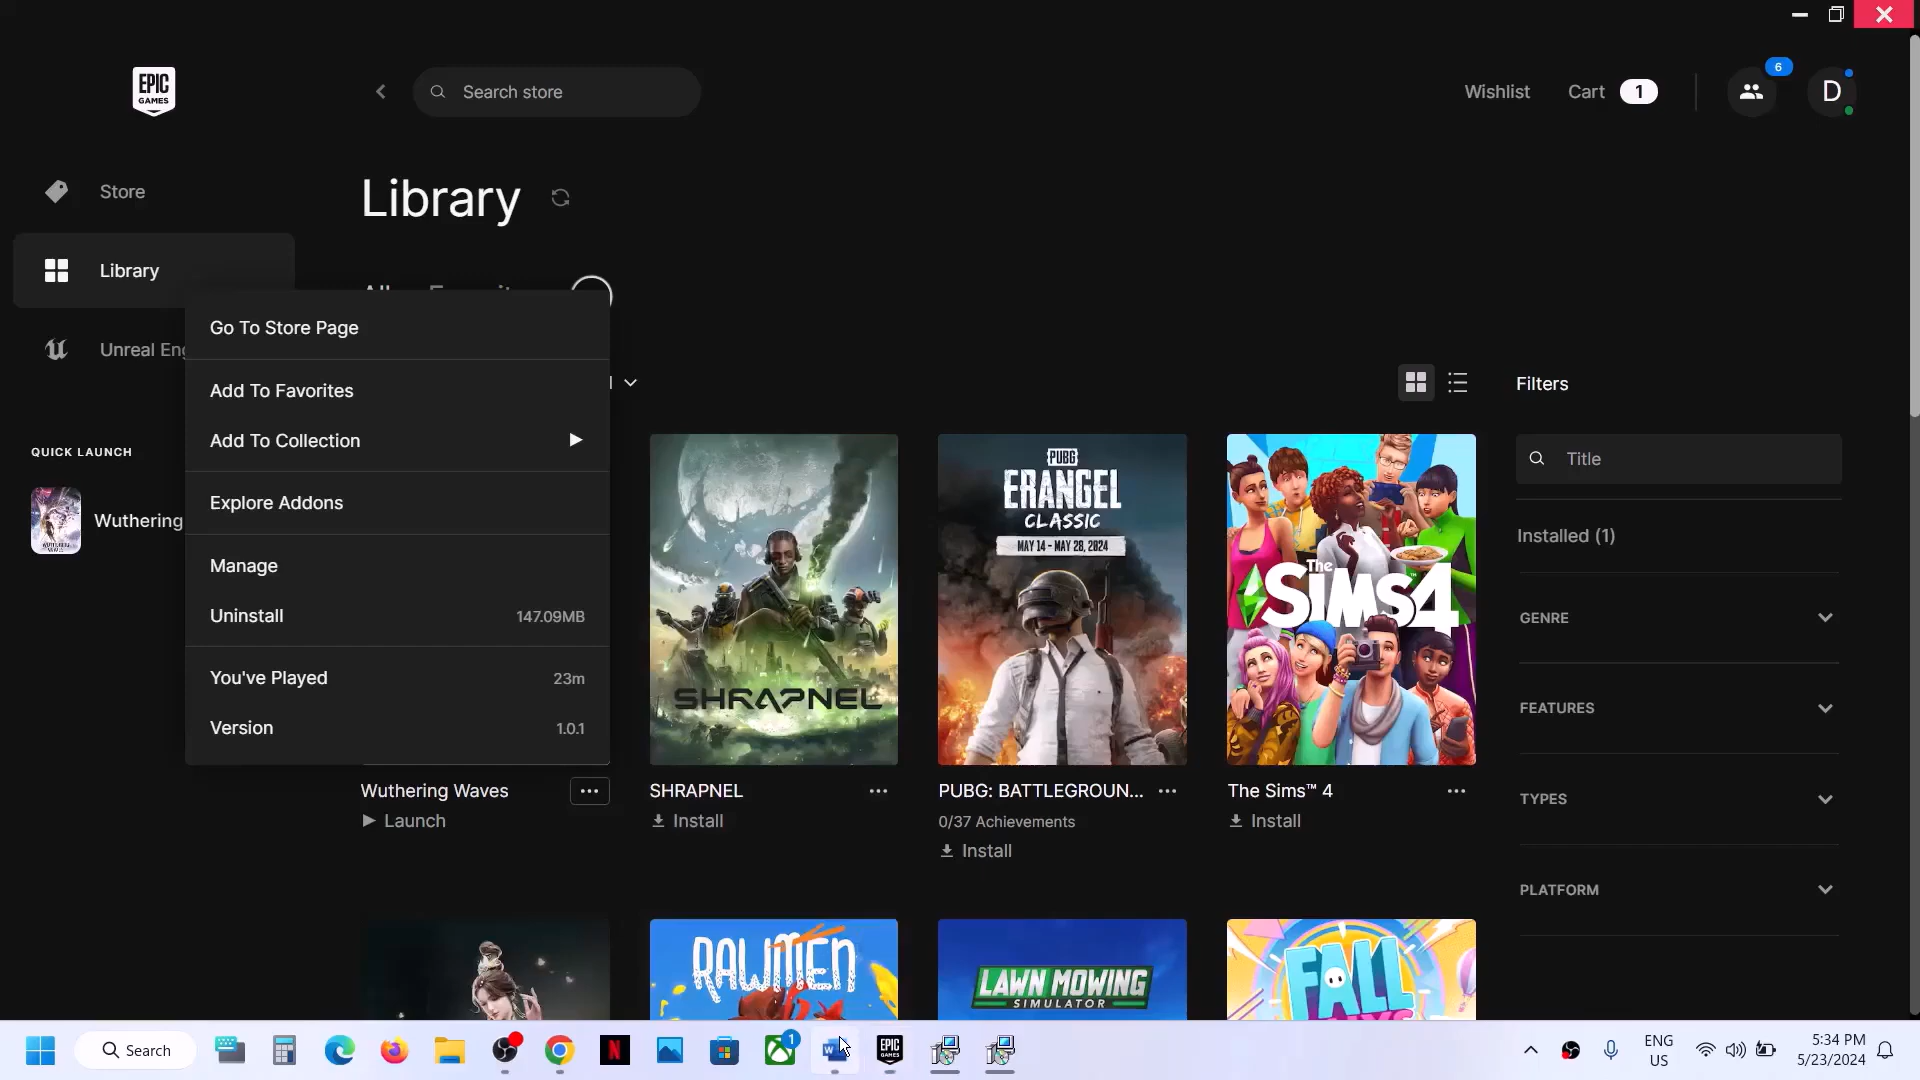 EPIC
GAMES
Search store
Wishlist
Cart
1
6
D
Store
Library
Library
Go To Store Page
Unreal Eng
Add To Favorites
Add To Collection
Filters
QUICK LAUNCH
Title
Explore Addons
Wuthering
Installed (1)
Manage
Uninstall
147.09MB
GENRE
You've Played
23m
Version
1.0.1
FEATURES
PUBG
ERANGEL
CLASSIC
MAY 14 - MAY 28, 2024
The
SIMS4
SHRAPNEL
Wuthering Waves
Launch
SHRAPNEL
Install
PUBG: BATTLEGROUN...
0/37 Achievements
Install
The Sims™ 4
Install
TYPES
PLATFORM
RAWMEN
LAWN MOWING
SIMULATOR
FALL
Search
1
EPIC
GAMES
ENG
US
5:34 PM
5/23/2024